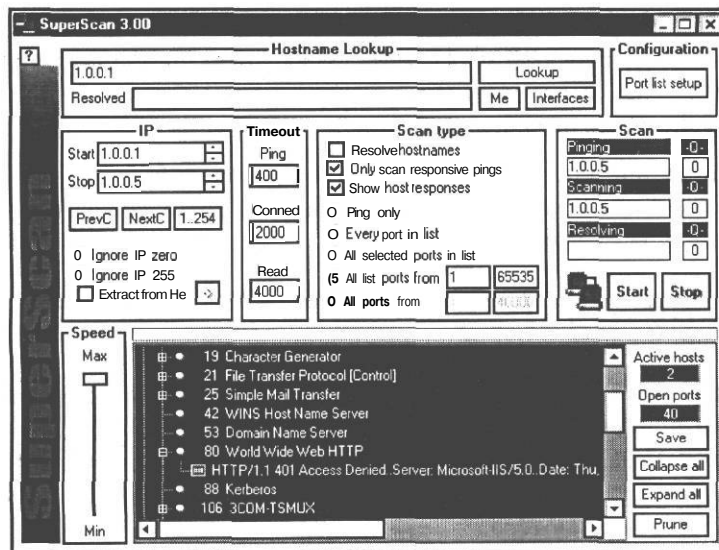 SuperScan 3.00
?
SuperScan
Hostname Lookup
1.0.0.1
Lookup
Resolved
Me
Interfaces
Configuration
Port list setup
IP
Start 1.0.0.1
Stop 1.0.0.5
PrevC
NextC
1..254
0 Ignore IP zero
0 Ignore IP 255
Extract from He
->
Timeout
Ping
400
Conned
2000
Read
4000
Scan type
Resolve hostnames
Only scan responsive pings
Show host responses
O Ping only
O Every port in list
O All selected ports in list
(5 All list ports from 1 65535
O All ports from
Scan
Pinging -0-
1.0.0.5 0
Scanning -0-
1.0.0.5 0
Resolving -0-
0
Start
Stop
Speed
Max
Min
19 Character Generator
21 File Transfer Protocol [Control]
25 Simple Mail Transfer
42 WINS Host Name Server
53 Domain Name Server
80 World Wide Web HTTP
HTTP/1.1 401 Access Denied..Server: Microsoft-IIS/5.0..Date: Thu,
88 Kerberos
106 3COM-TSMUX
Active hosts
2
Open ports
40
Save
Collapse all
Expand all
Prune